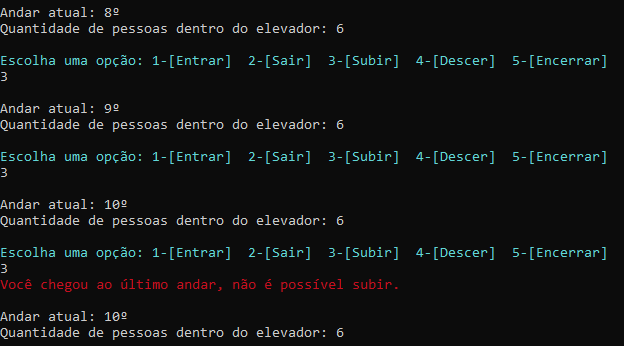 Andar atual: 8º
Quantidade de pessoas dentro do elevador: 6
Escolha uma opção: 1-[Entrar]  2-[Sair]  3-[Subir]  4-[Descer]  5-[Encerrar]
3
Andar atual: 9º
Quantidade de pessoas dentro do elevador: 6
Escolha uma opção: 1-[Entrar]  2-[Sair]  3-[Subir]  4-[Descer]  5-[Encerrar]
3
Andar atual: 10º
Quantidade de pessoas dentro do elevador: 6
Escolha uma opção: 1-[Entrar]  2-[Sair]  3-[Subir]  4-[Descer]  5-[Encerrar]
3
Você chegou ao último andar, não é possível subir.
Andar atual: 10º
Quantidade de pessoas dentro do elevador: 6